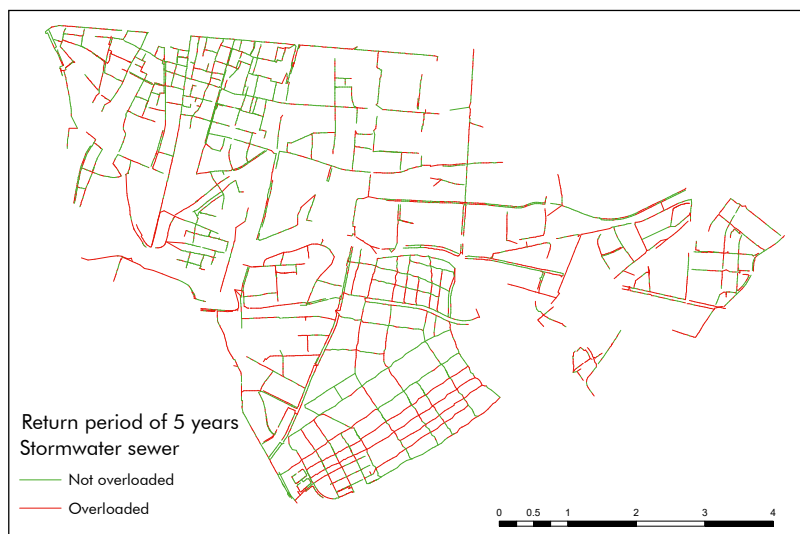 Return period of 5 years
Stormwater sewer
Not overloaded
Overloaded
0 0.5 1 2 3 4